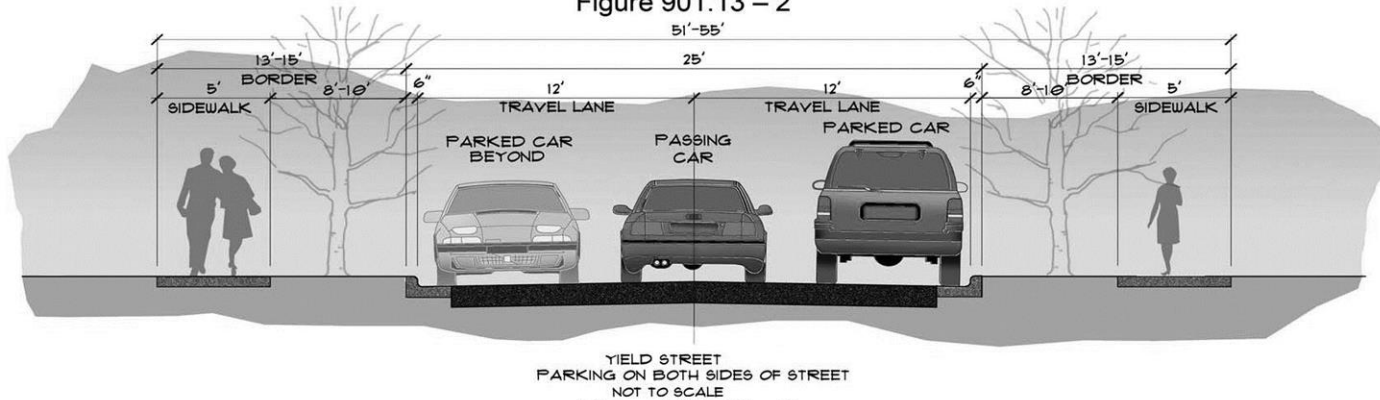 Figure 901.13 – 2
51'-55'
13'-15'
25'
13'-15'
BORDER
BORDER
5'
8'-10'
6"
12'
12'
6"
8'-10'
5'
SIDEWALK
TRAVEL LANE
TRAVEL LANE
SIDEWALK
PARKED CAR
BEYOND
PASSING
CAR
PARKED CAR
YIELD STREET
PARKING ON BOTH SIDES OF STREET
NOT TO SCALE